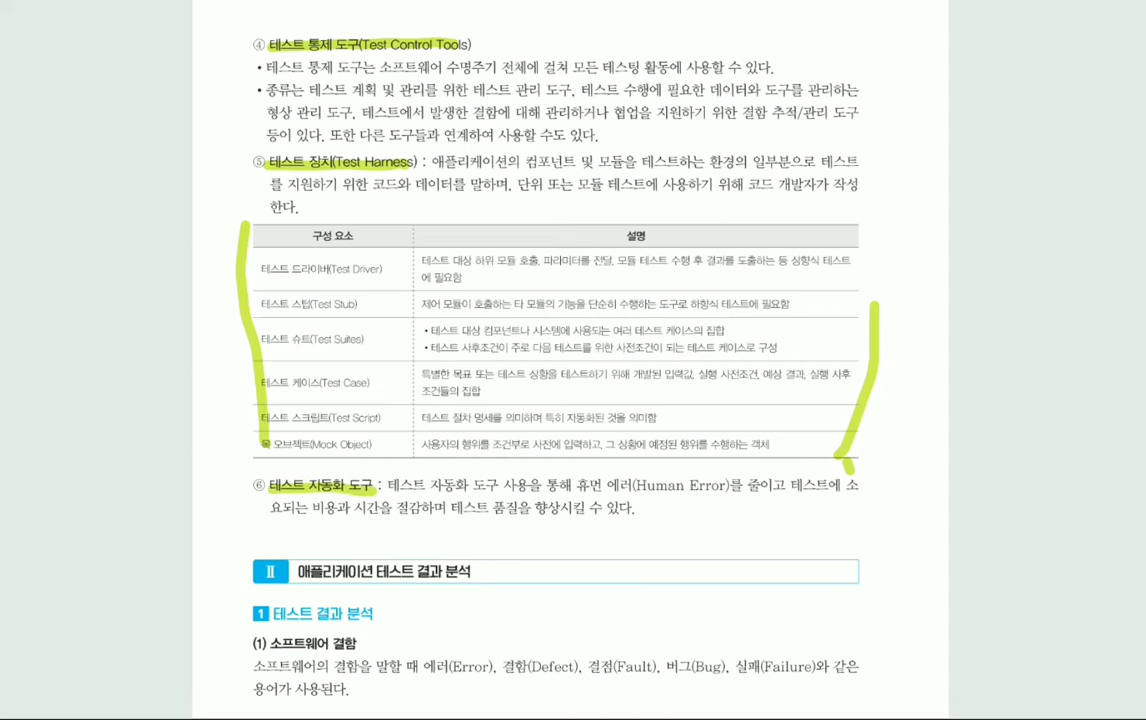 ④ 테스트 통제 도구(Test Control Tools)
• 테스트 통제 도구는 소프트웨어 수명주기 전체에 걸쳐 모든 테스팅 활동에 사용할 수 있다.
• 종류는 테스트 계획 및 관리를 위한 테스트 관리 도구, 테스트 수행에 필요한 데이터와 도구를 관리하는
형상 관리 도구, 테스트에서 발생한 결함에 대해 관리하거나 협업을 지원하기 위한 결함 추적/관리 도구
등이 있다. 또한 다른 도구들과 연계하여 사용할 수도 있다.
⑤ 테스트 장치(Test Harness) : 애플리케이션의 컴포넌트 및 모듈을 테스트하는 환경의 일부분으로 테스트
를 지원하기 위한 코드와 데이터를 말하며, 단위 또는 모듈 테스트에 사용하기 위해 코드 개발자가 작성
한다.
구성 요소 설명
테스트 드라이버(Test Driver) 테스트 대상 하위 모듈 호출, 파라미터를 전달, 모듈 테스트 수행 후 결과를 도출하는 등 상향식 테스트
에 필요함
테스트 스텁(Test Stub) 제어 모듈이 호출하는 타 모듈의 기능을 단순히 수행하는 도구로 하향식 테스트에 필요함
테스트 슈트(Test Suites) • 테스트 대상 컴포넌트나 시스템에 사용되는 여러 테스트 케이스의 집합
• 테스트 사후조건이 주로 다음 테스트를 위한 사전조건이 되는 테스트 케이스로 구성
테스트 케이스(Test Case) 특별한 목표 또는 테스트 상황을 테스트하기 위해 개발된 입력값, 실행 사전조건, 예상 결과, 실행 사후
조건들의 집합
테스트 스크립트(Test Script) 테스트 절차 명세를 의미하며 특히 자동화된 것을 의미함
목 오브젝트(Mock Object) 사용자의 행위를 조건부로 사전에 입력하고, 그 상황에 예정된 행위를 수행하는 객체
⑥ 테스트 자동화 도구 : 테스트 자동화 도구 사용을 통해 휴먼 에러(Human Error)를 줄이고 테스트에 소
요되는 비용과 시간을 절감하며 테스트 품질을 향상시킬 수 있다.
Ⅱ 애플리케이션 테스트 결과 분석
1 테스트 결과 분석
(1) 소프트웨어 결함
소프트웨어의 결함을 말할 때 에러(Error), 결함(Defect), 결점(Fault), 버그(Bug), 실패(Failure)와 같은
용어가 사용된다.